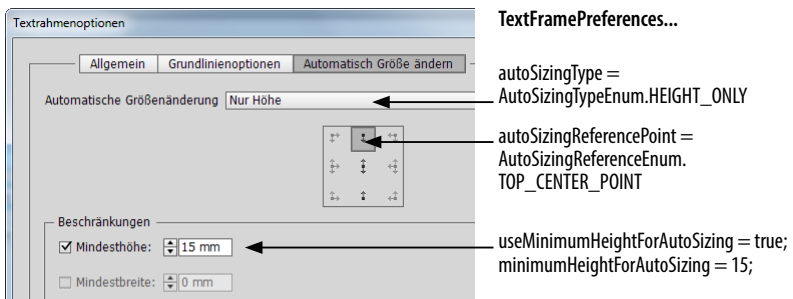 Textrahmenoptionen
TextFramePreferences...
Allgemein Grundlinienoptionen Automatisch Größe ändern
Automatische Größenänderung Nur Höhe
autoSizingType =
AutoSizingTypeEnum.HEIGHT_ONLY
autoSizingReferencePoint =
AutoSizingReferenceEnum.
TOP_CENTER_POINT
Beschränkungen
Mindesthöhe: 15 mm
useMinimumHeightForAutoSizing = true;
minimumHeightForAutoSizing = 15;
Mindestbreite: 0 mm